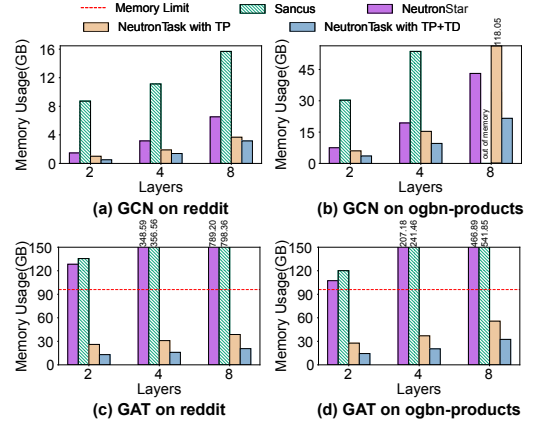 Memory Limit Sancus NeutronStar
NeutronTask with TP NeutronTask with TP+TD
Memory Usage(GB)
16
12
8
4
0
2 4 8
Layers
(a) GCN on reddit
Memory Usage(GB)
45
30
15
0
out of memory
118.05
2 4 8
Layers
(b) GCN on ogbn-products
Memory Usage(GB)
150
120
90
60
30
0
348.59
356.56
789.20
798.36
2 4 8
Layers
(c) GAT on reddit
Memory Usage(GB)
150
120
90
60
30
0
207.18
241.46
466.89
541.85
2 4 8
Layers
(d) GAT on ogbn-products